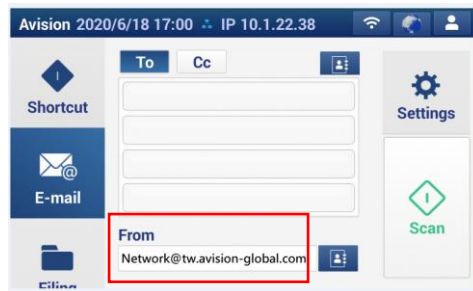 Avision 2020/6/18 17:00 IP 10.1.22.38
To Cc
Shortcut
Settings
E-mail
Scan
From
Network@tw.avision-global.com
Filing